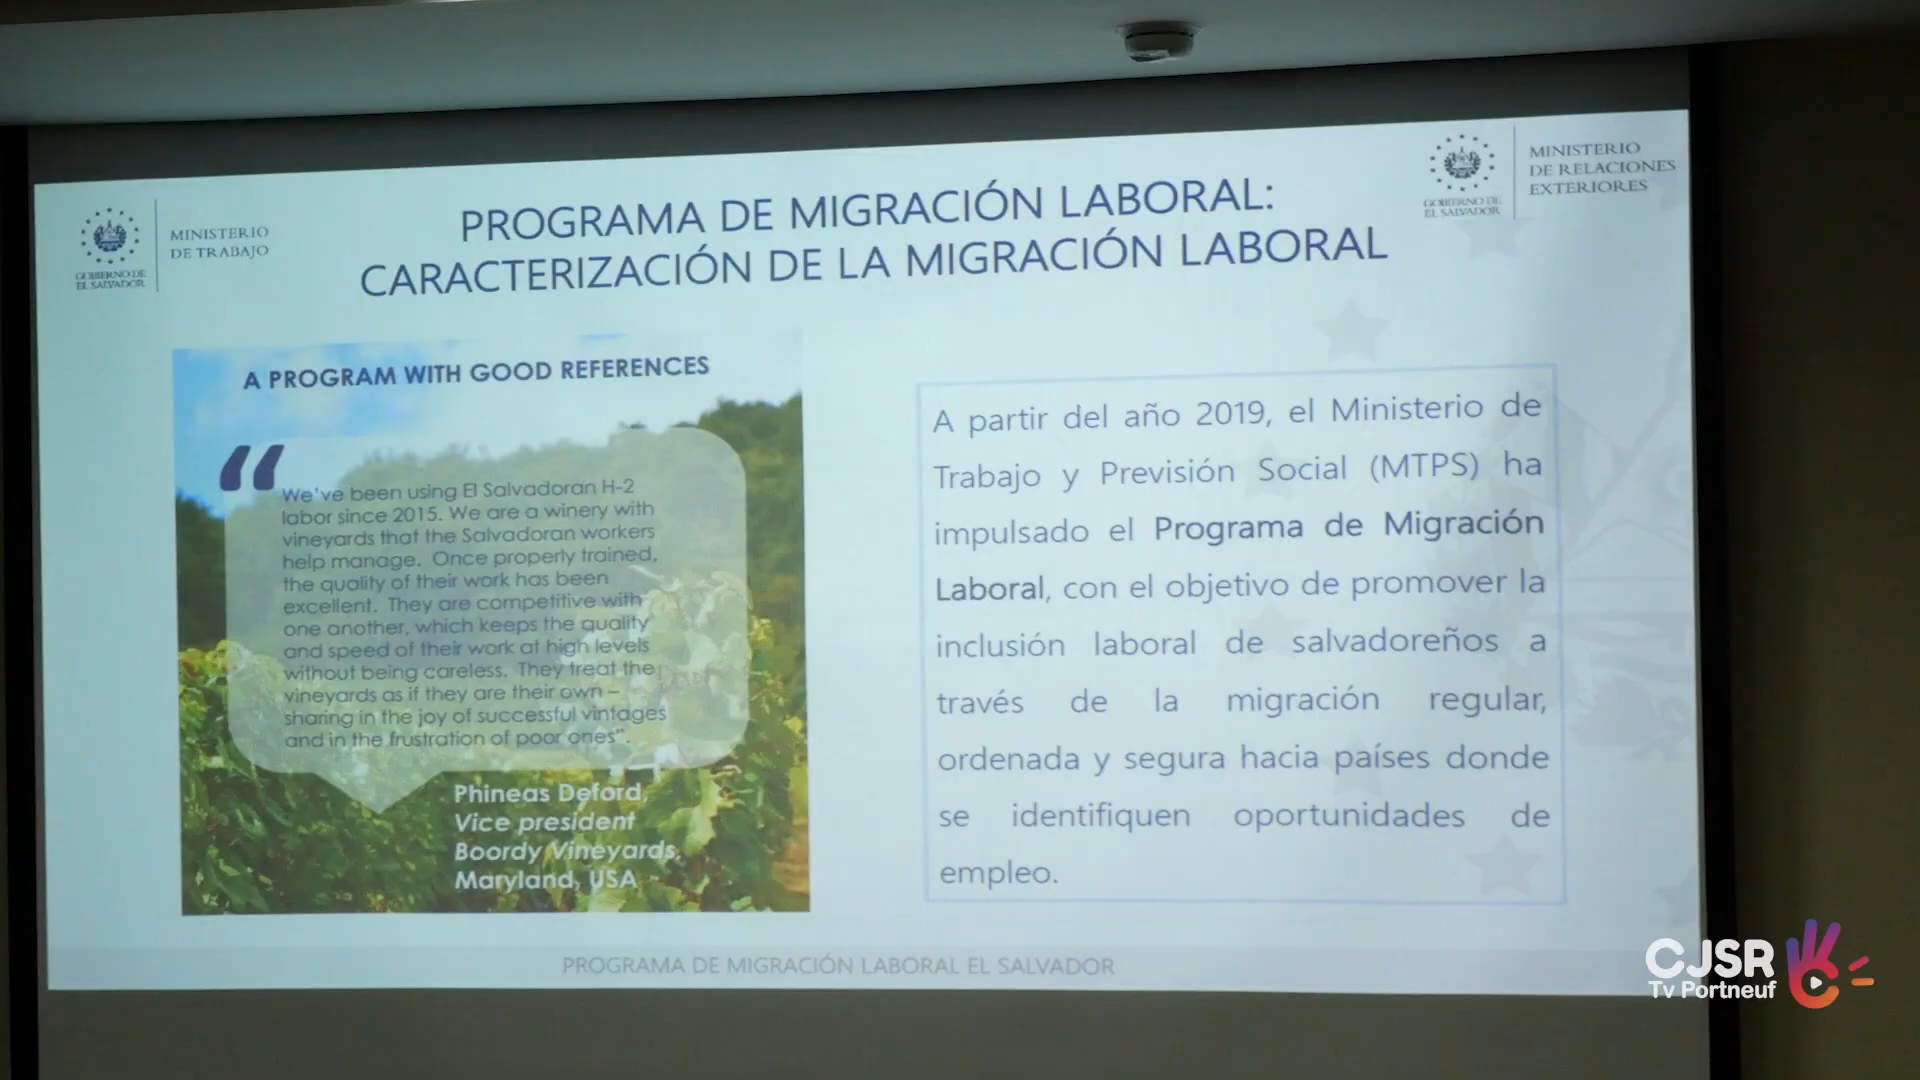 MINISTERIO
DE TRABAJO
GOBIERNO DE
EL SALVADOR
PROGRAMA DE MIGRACIÓN LABORAL:
CARACTERIZACIÓN DE LA MIGRACIÓN LABORAL
MINISTERIO
DE RELACIONES
EXTERIORES
GOBIERNO DE
EL SALVADOR
A PROGRAM WITH GOOD REFERENCES
“We've been using El Salvadoran H-2
labor since 2015. We are a winery with
vineyards that the Salvadoran workers
help manage. Once properly trained,
the quality of their work has been
excellent. They are competitive with
one another, which keeps the quality
and speed of their work at high levels
without being careless. They treat the
vineyards as if they are their own –
sharing in the joy of successful vintages
and in the frustration of poor ones”.
Phineas Deford,
Vice president
Boordy Vineyards,
Maryland, USA
A partir del año 2019, el Ministerio de
Trabajo y Previsión Social (MTPS) ha
impulsado el Programa de Migración
Laboral, con el objetivo de promover la
inclusión laboral de salvadoreños a
través de la migración regular,
ordenada y segura hacia países donde
se identifiquen oportunidades de
empleo.
PROGRAMA DE MIGRACIÓN LABORAL EL SALVADOR
CJSR
Tv Portneuf